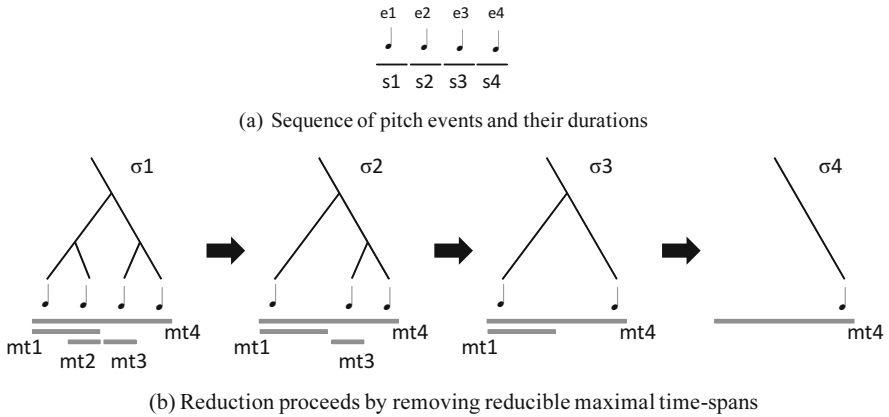 e1 e2 e3 e4
s1 s2 s3 s4
(a) Sequence of pitch events and their durations
σ1 σ2 σ3 σ4
mt4 mt4 mt4 mt4
mt1 mt1 mt1
mt2 mt3 mt3
(b) Reduction proceeds by removing reducible maximal time-spans